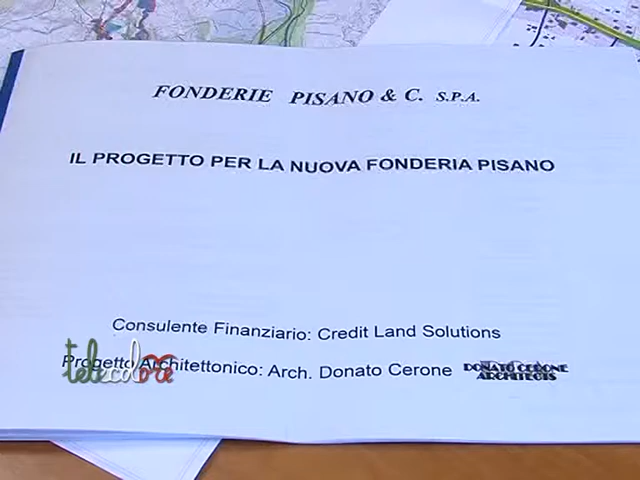 FONDERIE PISANO & C. S.P.A.
IL PROGETTO PER LA NUOVA FONDERIA PISANO
Consulente Finanziario: Credit Land Solutions
Progetto Architettonico: Arch. Donato Cerone DONATO CERONE
ARCHITECTS
telecolore